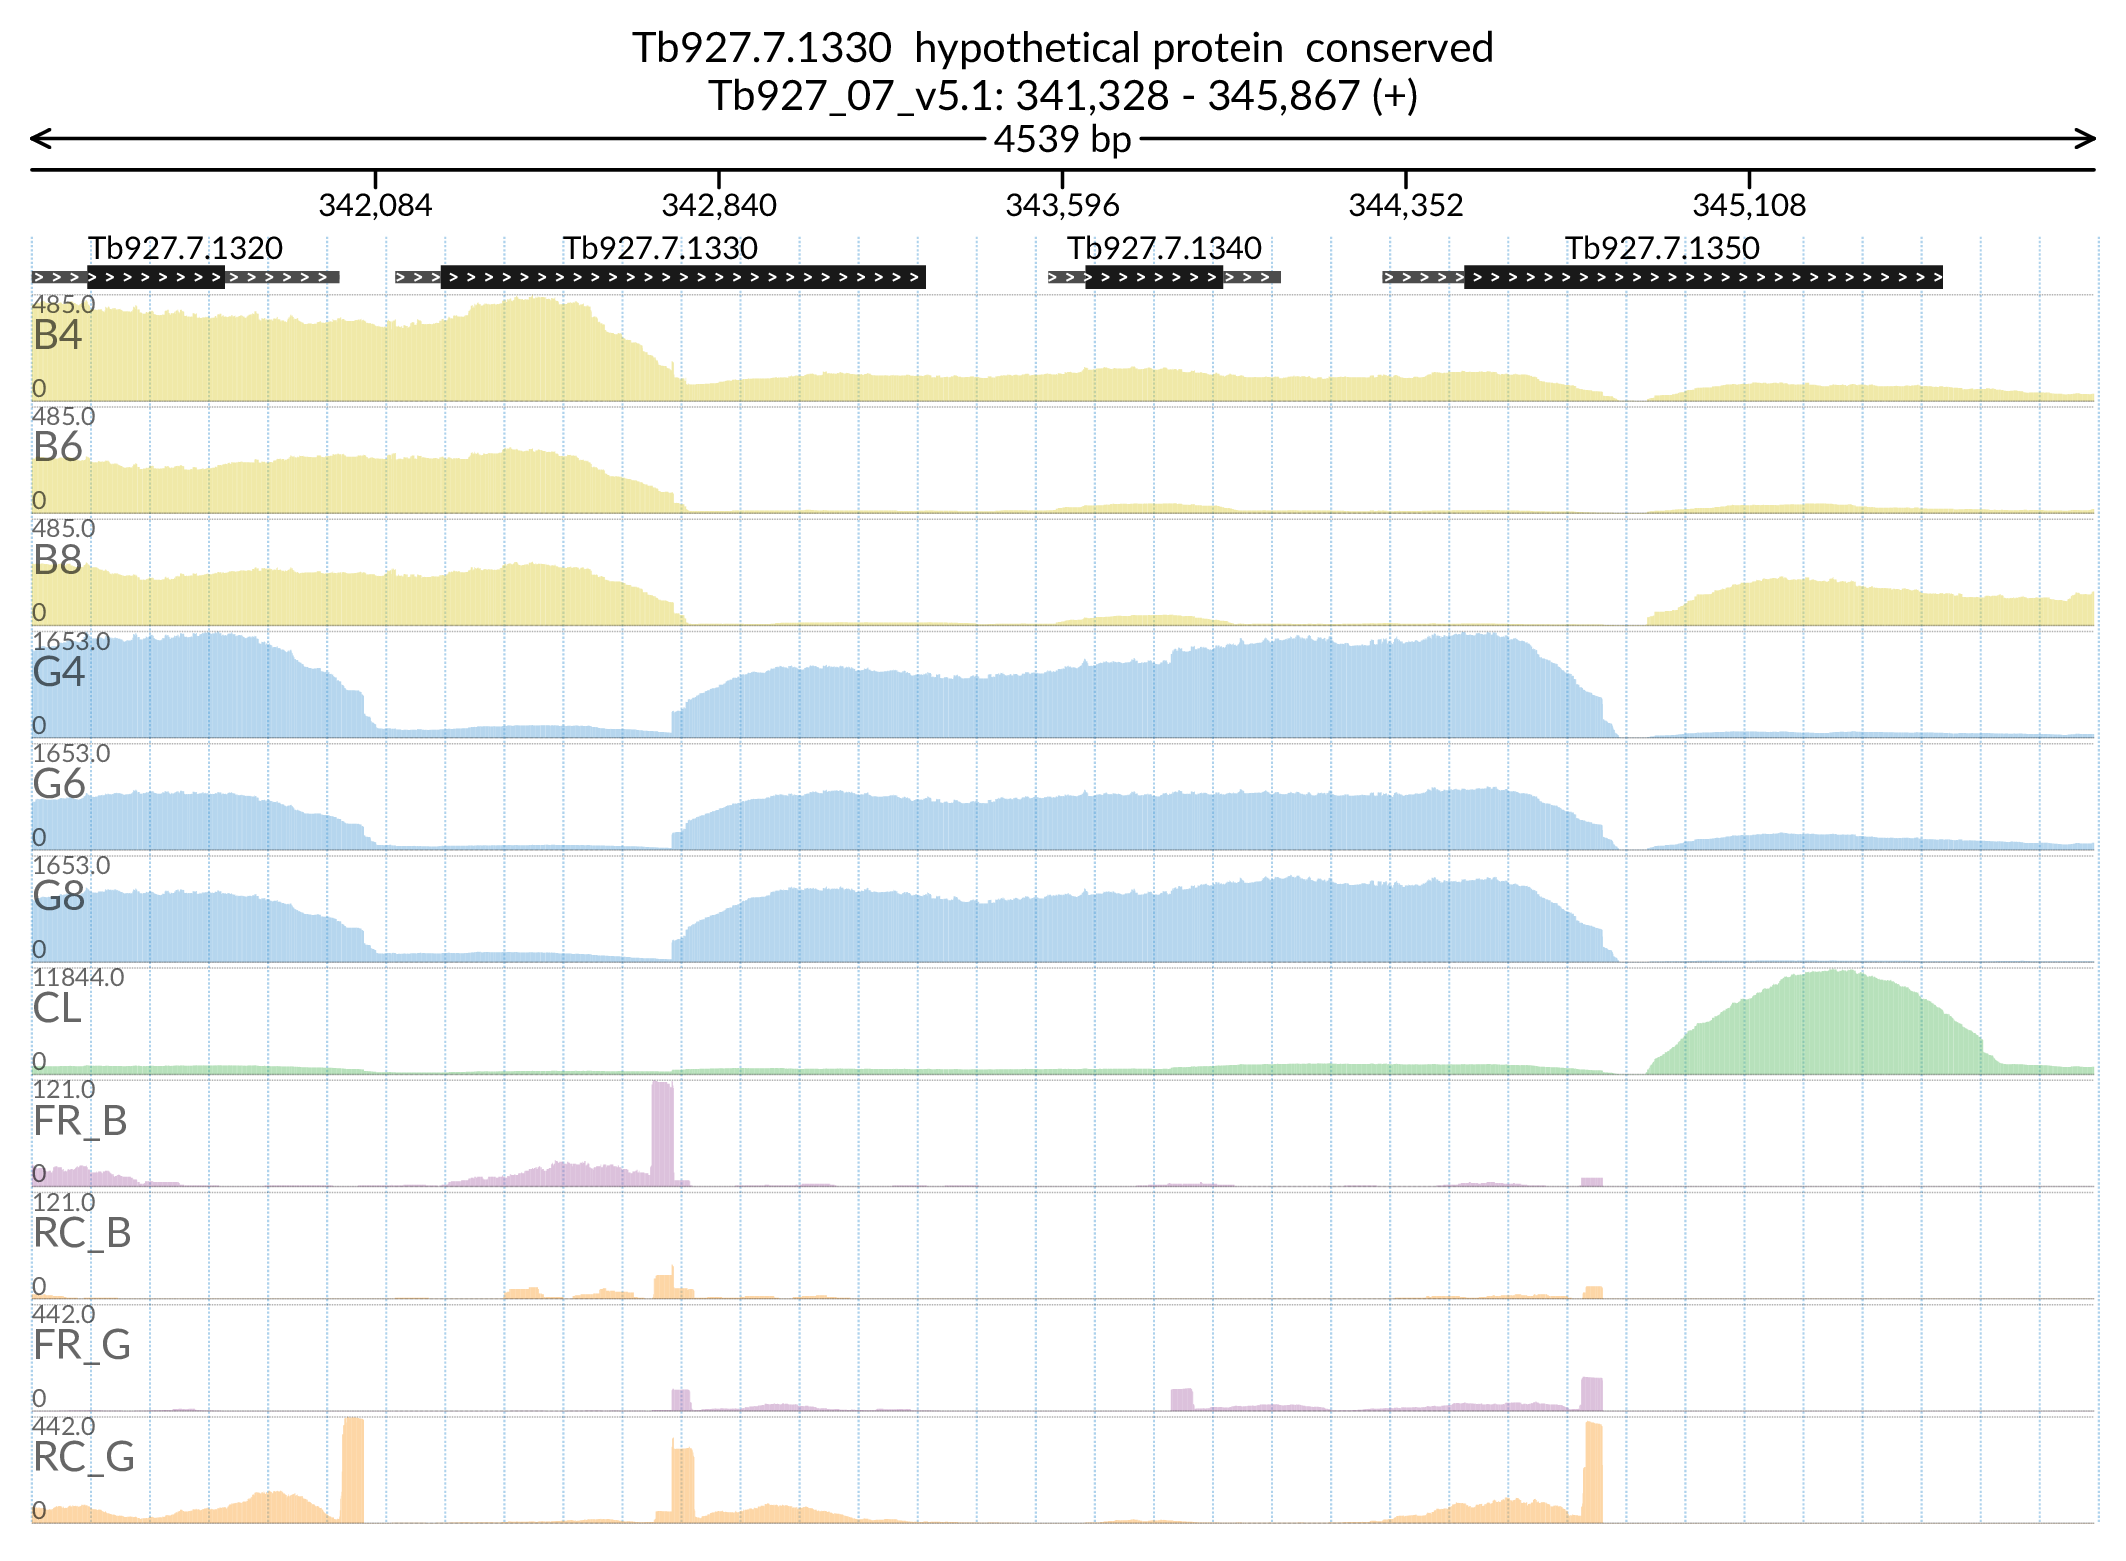 Tb927.7.1330  hypothetical protein  conserved
Tb927_07_v5.1: 341,328 - 345,867 (+)
4539 bp
342,084 342,840 343,596 344,352 345,108
Tb927.7.1320 Tb927.7.1330 Tb927.7.1340 Tb927.7.1350
485.0
B4
0
485.0
B6
0
485.0
B8
0
1653.0
G4
0
1653.0
G6
0
1653.0
G8
0
11844.0
CL
0
121.0
FR_B
0
121.0
RC_B
0
442.0
FR_G
0
442.0
RC_G
0